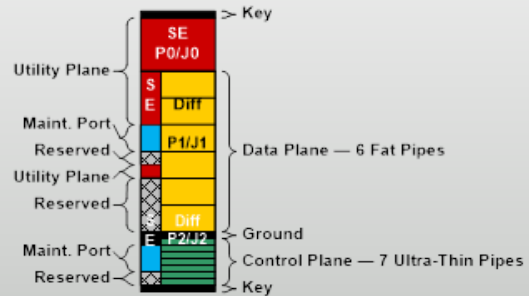 Key
SE
P0/J0
Utility Plane
S
E
Diff
Maint. Port
P1/J1
Reserved
Data Plane — 6 Fat Pipes
Utility Plane
Reserved
S
Diff
E
P2/J2
Ground
Maint. Port
Control Plane — 7 Ultra-Thin Pipes
Reserved
Key